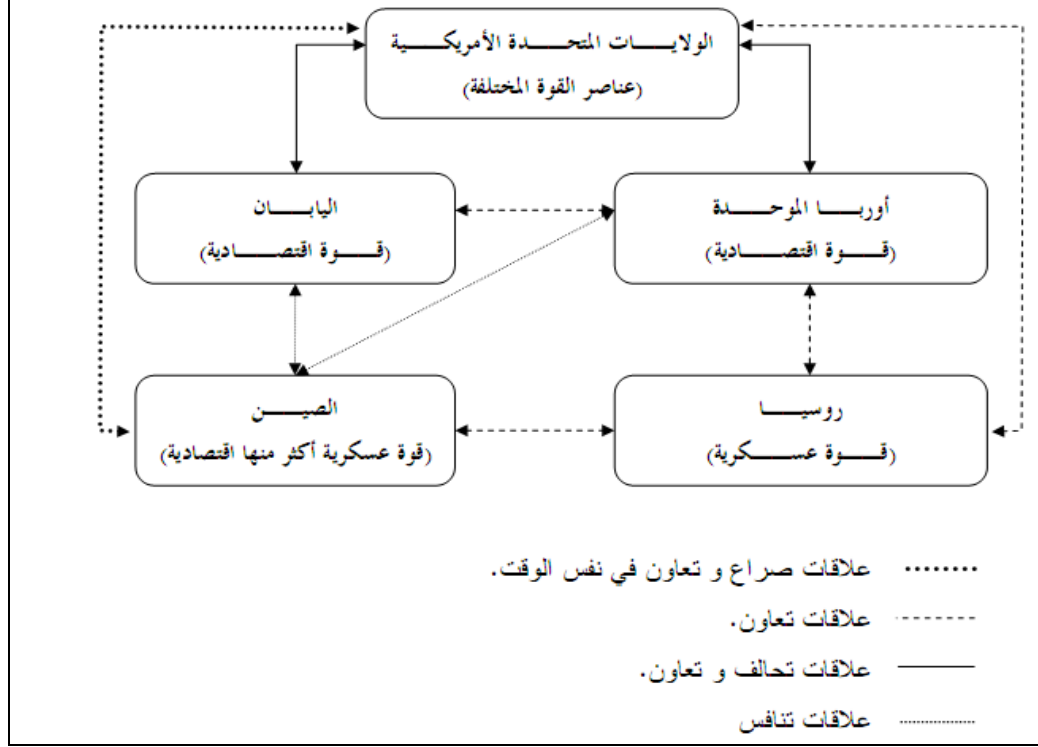 الولايات المتحدة الأمريكية
(عناصر القوة المختلفة)
أوربا الموحدة
(قوة اقتصادية)
اليابان
(قوة اقتصادية)
روسيا
(قوة عسكرية)
الصين
(قوة عسكرية أكثر منها اقتصادية)
علاقات صراع و تعاون في نفس الوقت.
علاقات تعاون.
علاقات تحالف و تعاون.
علاقات تنافس